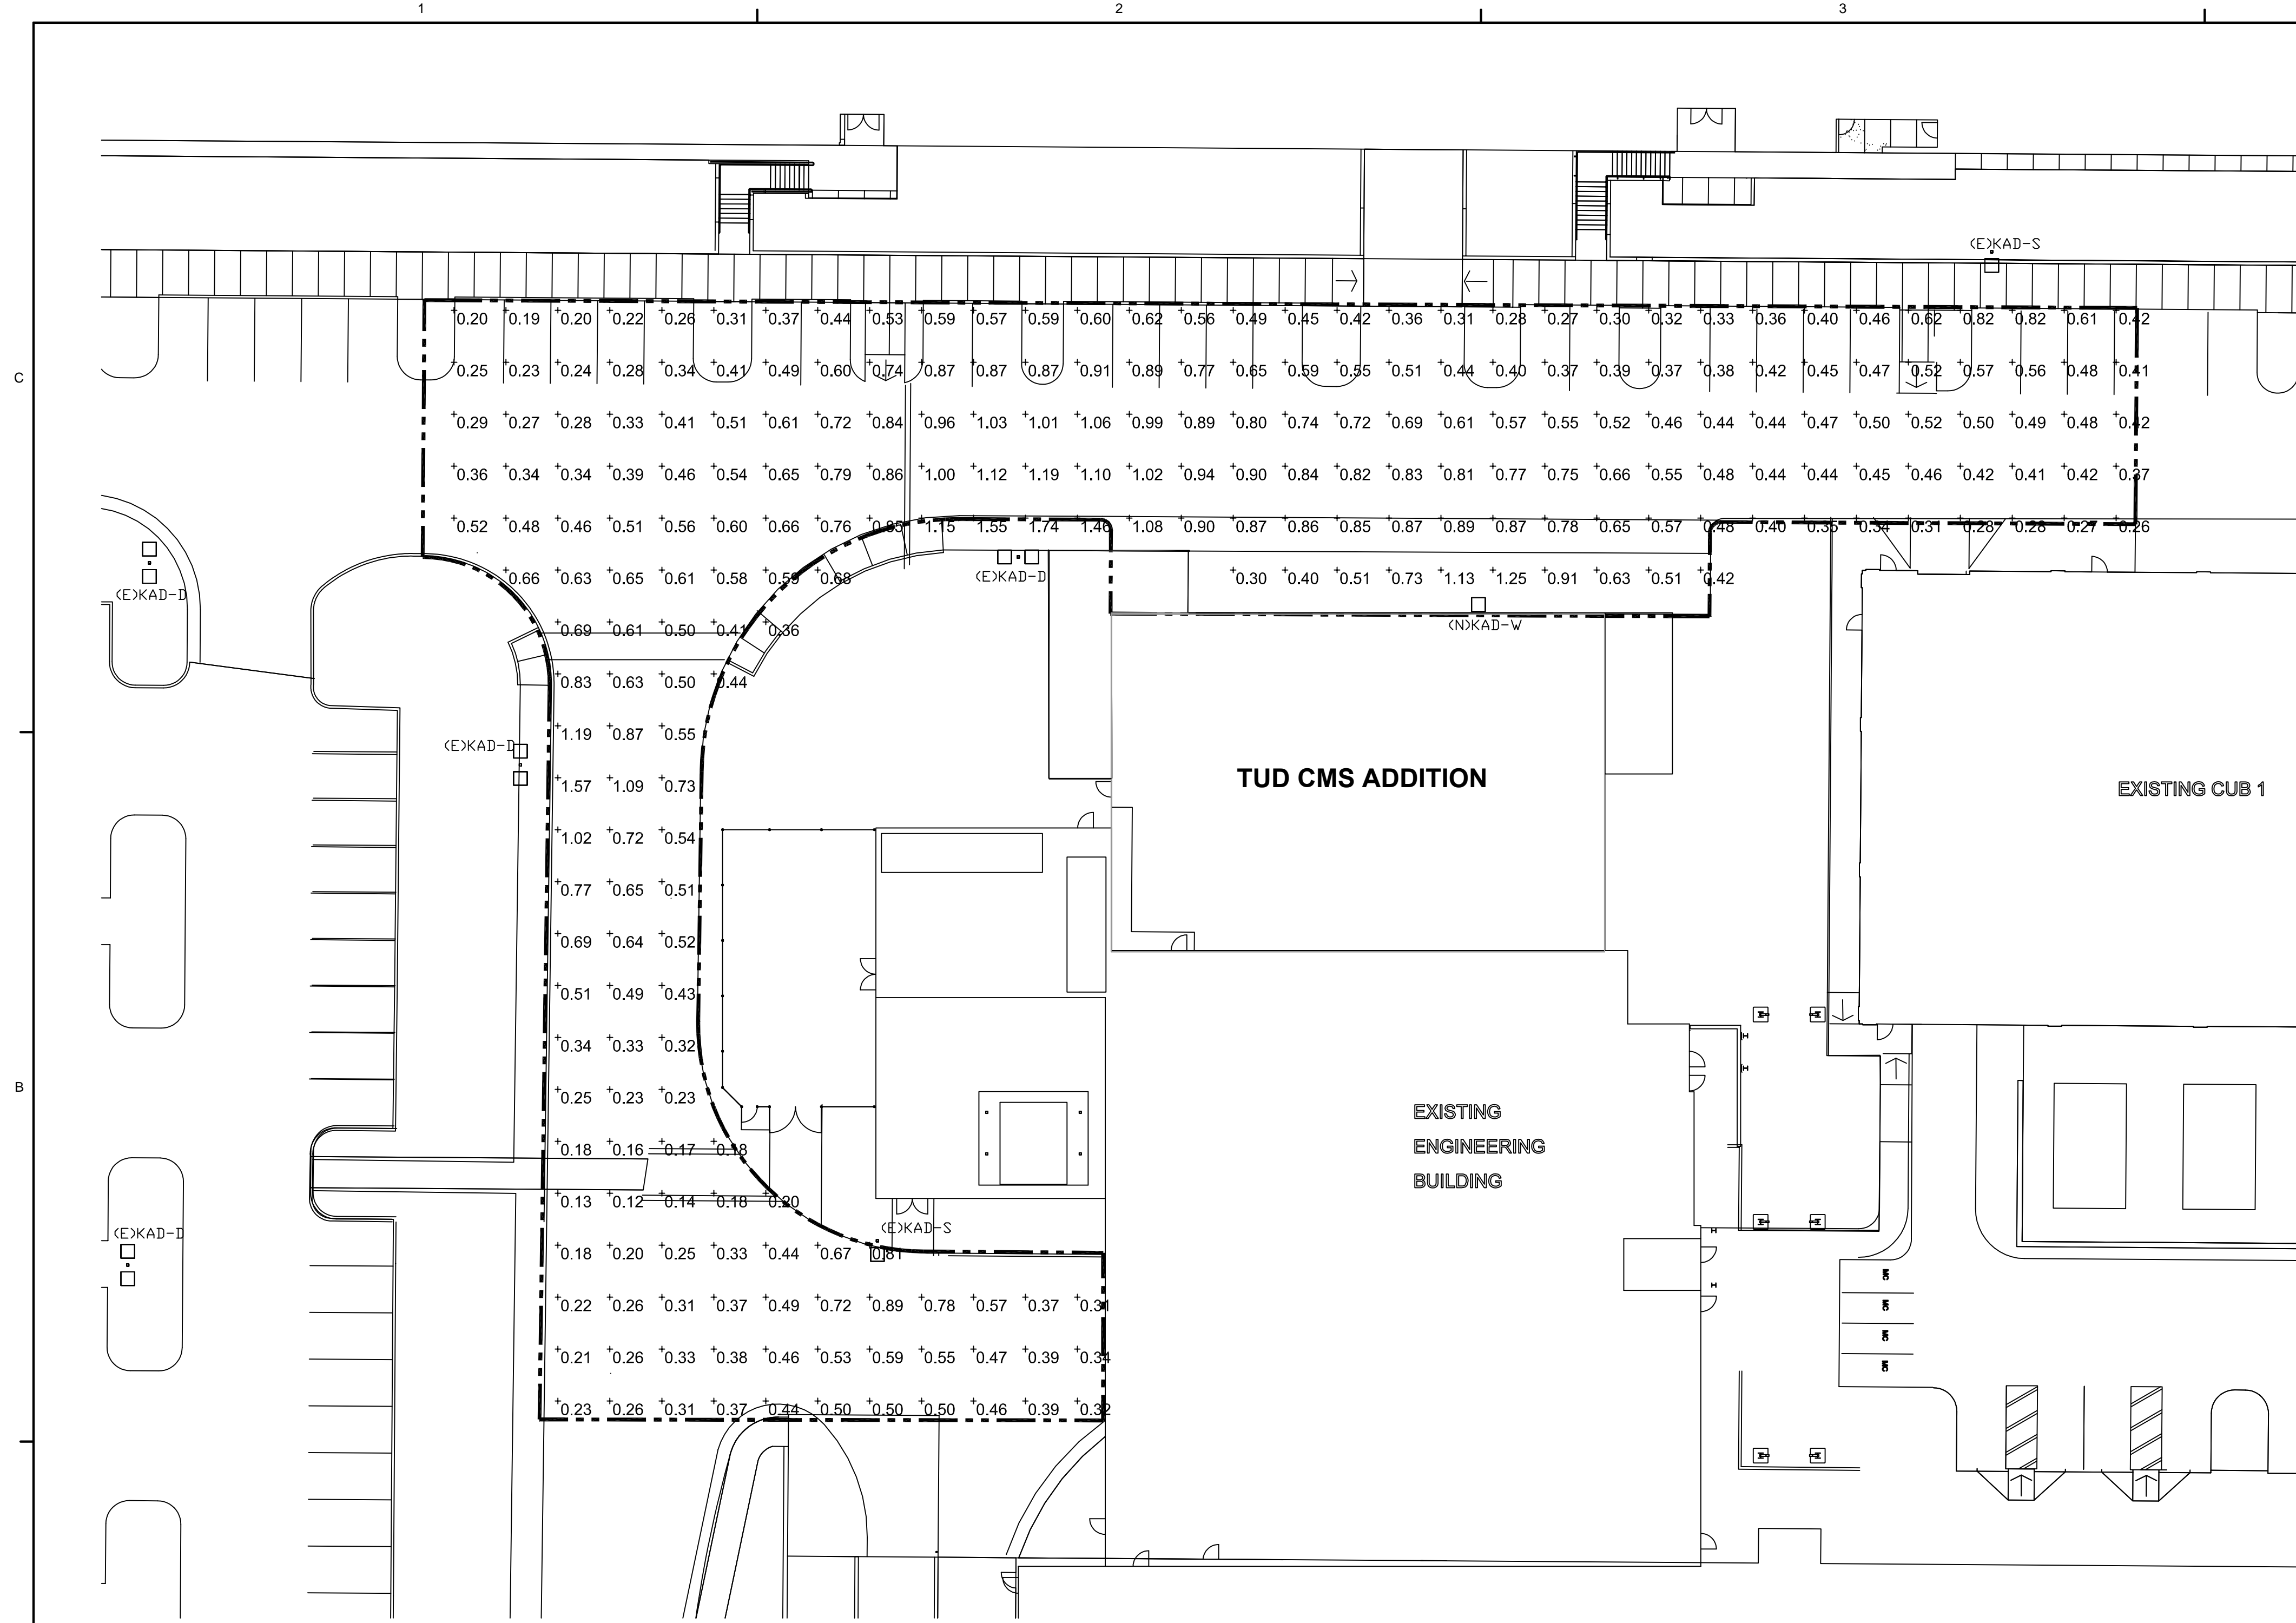 1 2 3
(E)KAD-S
0.20 0.19 0.20 0.22 0.26 0.31 0.37 0.44 0.53 0.59 0.57 0.59 0.60 0.62 0.56 0.49 0.45 0.42 0.36 0.31 0.28 0.27 0.30 0.32 0.33 0.36 0.40 0.46 0.62 0.82 0.82 0.61 0.42
C
0.25 0.23 0.24 0.28 0.34 0.41 0.49 0.60 0.74 0.87 0.87 0.87 0.91 0.89 0.77 0.65 0.59 0.55 0.51 0.44 0.40 0.37 0.39 0.37 0.38 0.42 0.45 0.47 0.52 0.57 0.56 0.48 0.41
0.29 0.27 0.28 0.33 0.41 0.51 0.61 0.72 0.84 0.96 1.03 1.01 1.06 0.99 0.89 0.80 0.74 0.72 0.69 0.61 0.57 0.55 0.52 0.46 0.44 0.44 0.47 0.50 0.52 0.50 0.49 0.48 0.42
0.36 0.34 0.34 0.39 0.46 0.54 0.65 0.79 0.86 1.00 1.12 1.19 1.10 1.02 0.94 0.90 0.84 0.82 0.83 0.81 0.77 0.75 0.66 0.55 0.48 0.44 0.44 0.45 0.46 0.42 0.41 0.42 0.37
0.52 0.48 0.46 0.51 0.56 0.60 0.66 0.76 0.85 1.15 1.55 1.74 1.46 1.08 0.90 0.87 0.86 0.85 0.87 0.89 0.87 0.78 0.65 0.57 0.48 0.40 0.35 0.34 0.31 0.28 0.28 0.27 0.26
0.66 0.63 0.65 0.61 0.58 0.59 0.68 (E)KAD-D 0.30 0.40 0.51 0.73 1.13 1.25 0.91 0.63 0.51 0.42
(E)KAD-D
0.69 0.61 0.50 0.41 0.36 (N)KAD-W
0.83 0.63 0.50 0.44
1.19 0.87 0.55
(E)KAD-D
TUD CMS ADDITION
1.57 1.09 0.73
EXISTING CUB 1
1.02 0.72 0.54
0.77 0.65 0.51
0.69 0.64 0.52
0.51 0.49 0.43
0.34 0.33 0.32
B
0.25 0.23 0.23
EXISTING
ENGINEERING
BUILDING
0.18 0.16 0.17 0.18
0.13 0.12 0.14 0.18 0.20
(E)KAD-S
(E)KAD-D
0.18 0.20 0.25 0.33 0.44 0.67 0.81
MC
0.22 0.26 0.31 0.37 0.49 0.72 0.89 0.78 0.57 0.37 0.31
MC
MC
0.21 0.26 0.33 0.38 0.46 0.53 0.59 0.55 0.47 0.39 0.34
MC
0.23 0.26 0.31 0.37 0.44 0.50 0.50 0.50 0.46 0.39 0.32